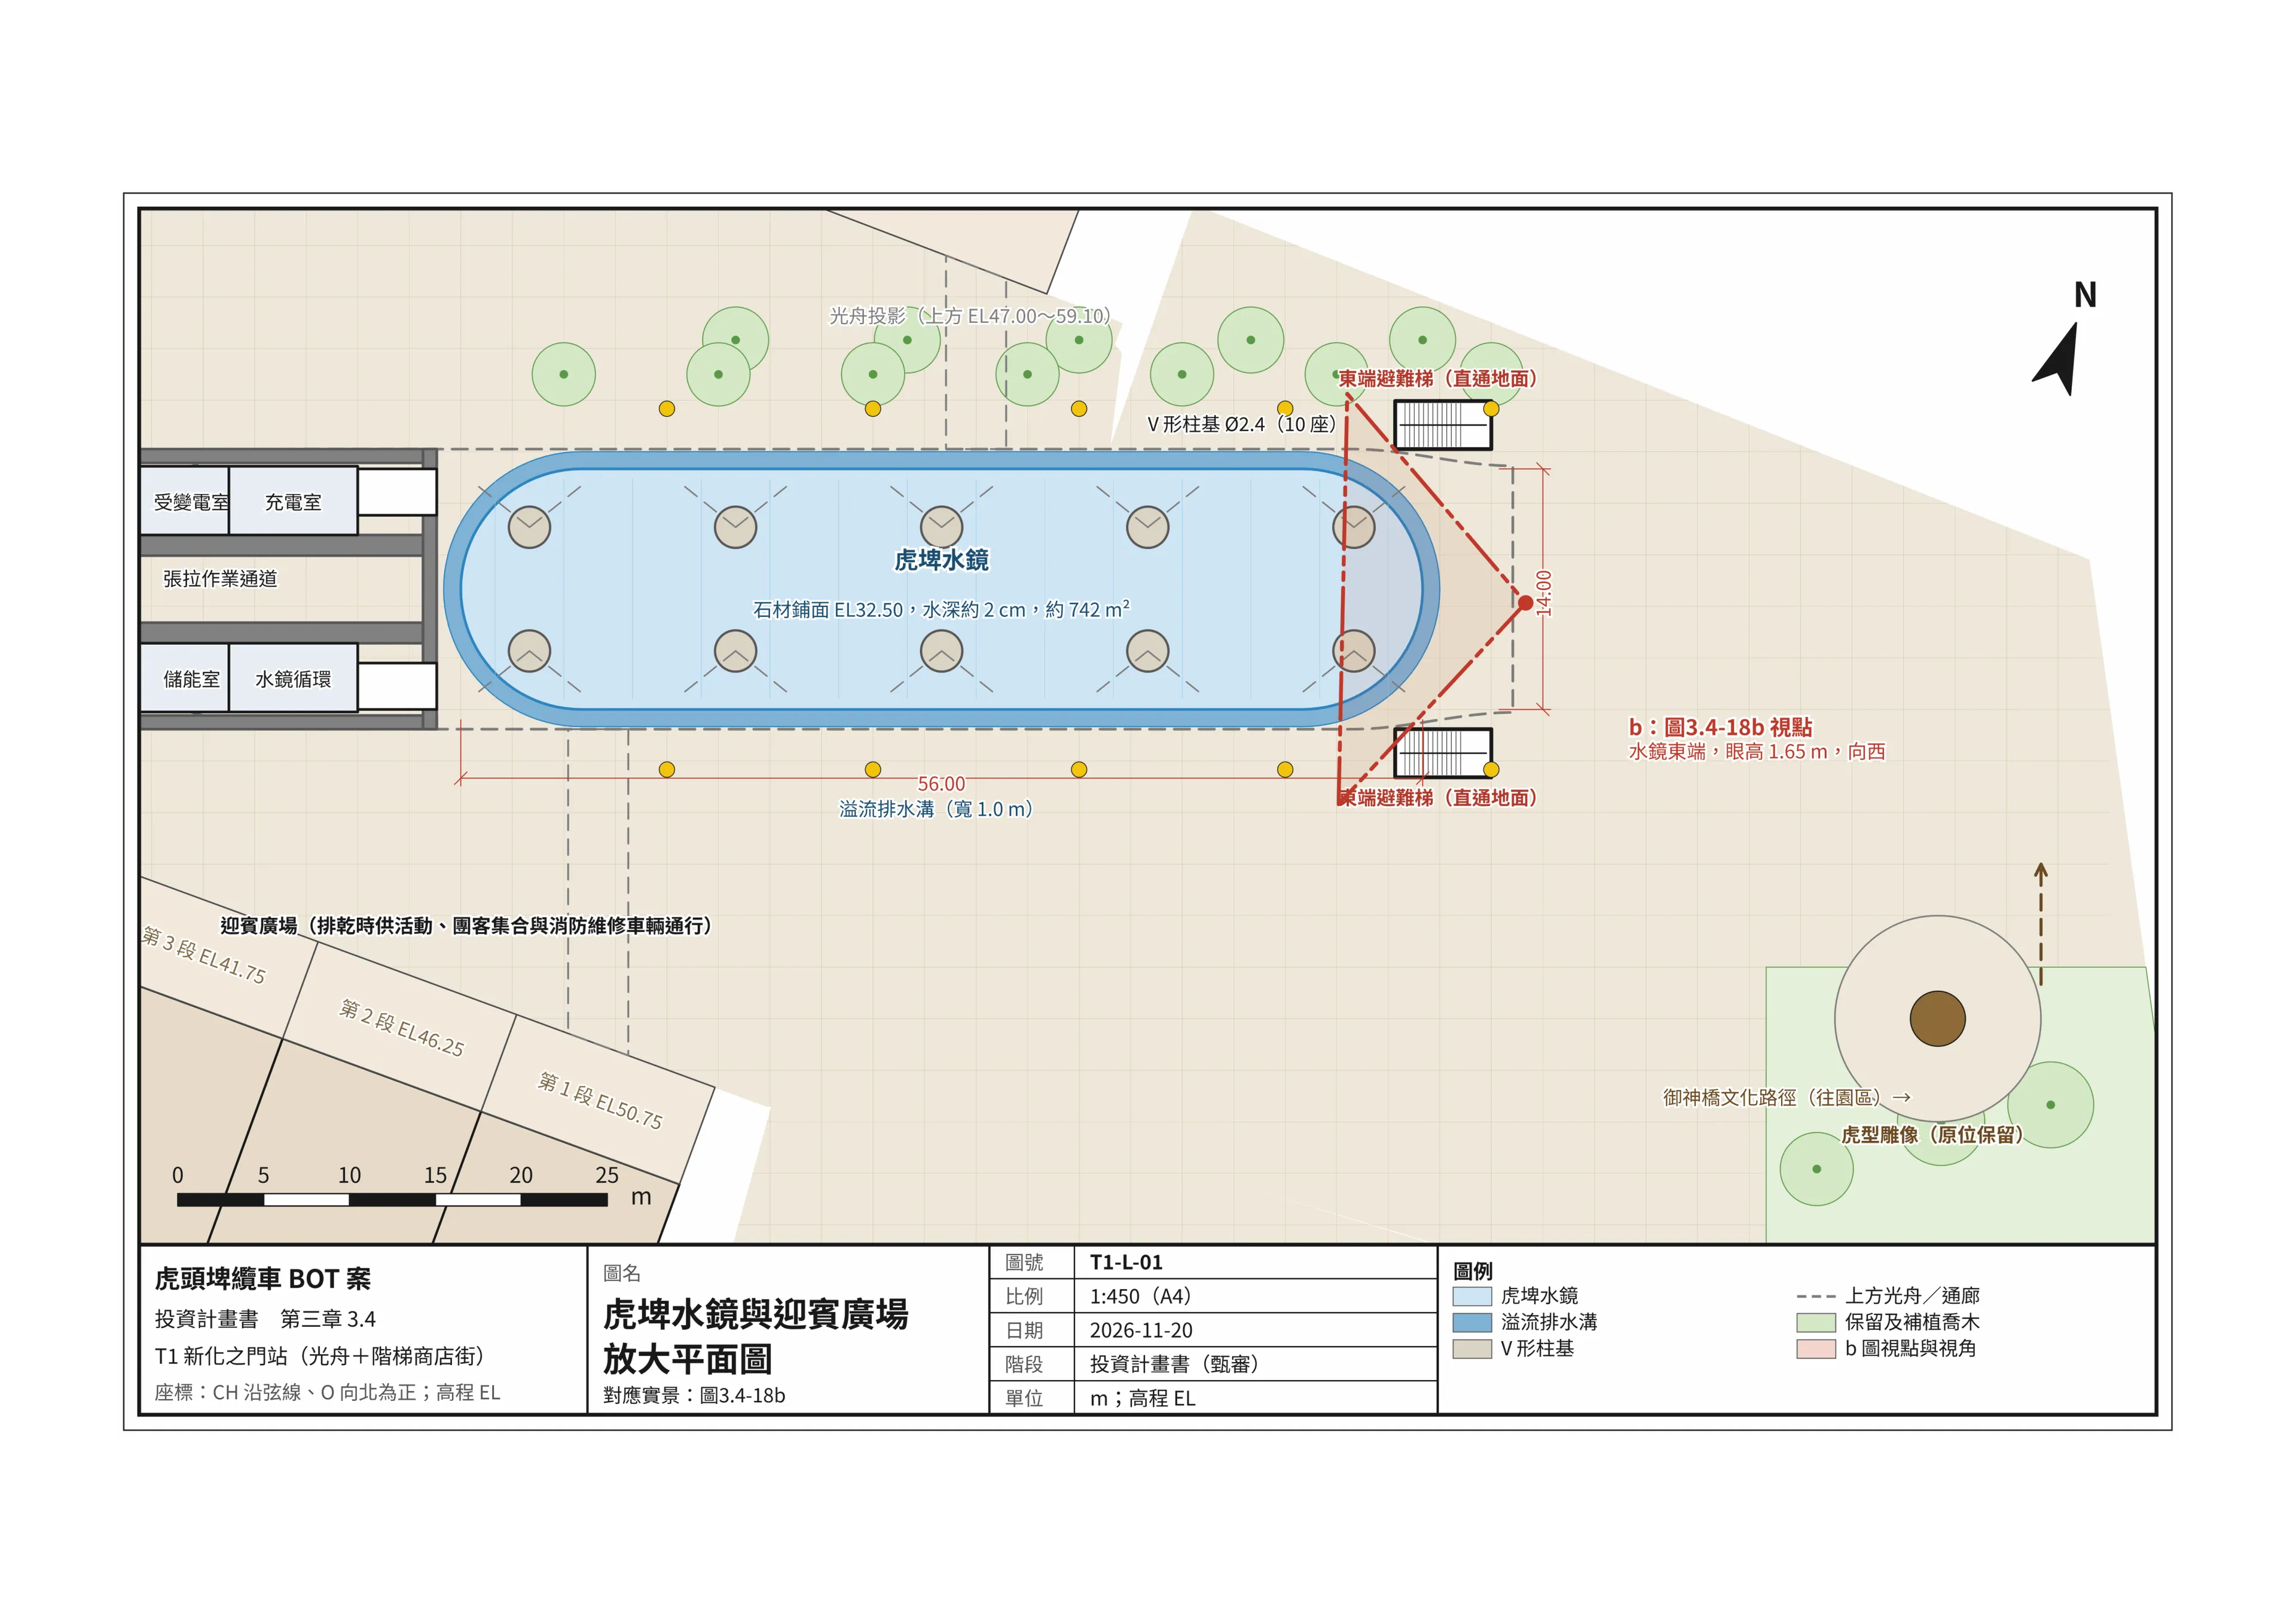 N
光舟投影（上方 EL47.00～59.10）
東端避難梯（直通地面）
V 形柱基 Ø2.4（10 座）
受變電室
充電室
張拉作業通道
儲能室
水鏡循環
虎埤水鏡
石材鋪面 EL32.50，水深約 2 cm，約 742 m²
14.00
b：圖3.4-18b 視點
水鏡東端，眼高 1.65 m，向西
56.00
溢流排水溝（寬 1.0 m）
東端避難梯（直通地面）
迎賓廣場（排乾時供活動、團客集合與消防維修車輛通行）
第 3 段 EL41.75
第 2 段 EL46.25
第 1 段 EL50.75
御神橋文化路徑（往園區）→
虎型雕像（原位保留）
0 5 10 15 20 25 m
虎頭埤纜車 BOT 案
投資計畫書　第三章 3.4
T1 新化之門站（光舟＋階梯商店街）
座標：CH 沿弦線、O 向北為正；高程 EL
圖名
虎埤水鏡與迎賓廣場
放大平面圖
對應實景：圖3.4-18b
圖號 T1-L-01
比例 1:450（A4）
日期 2026-11-20
階段 投資計畫書（甄審）
單位 m；高程 EL
圖例
虎埤水鏡
溢流排水溝
V 形柱基
上方光舟／通廊
保留及補植喬木
b 圖視點與視角